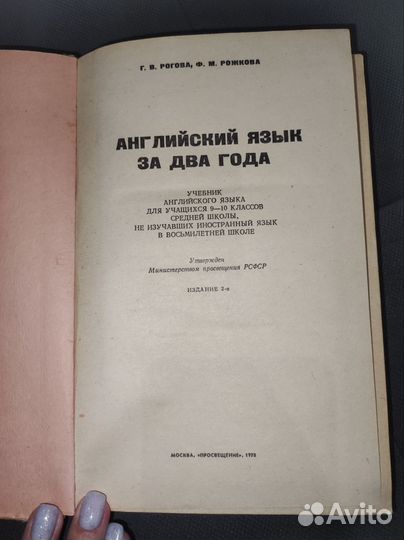 Г. В. РОГОВА, Ф. М. РОЖКОВА
АНГЛИЙСКИЙ ЯЗЫК
ЗА ДВА ГОДА
УЧЕБНИК
АНГЛИЙСКОГО ЯЗЫКА
ДЛЯ УЧАЩИХСЯ 9—10 КЛАССОВ
СРЕДНЕЙ ШКОЛЫ,
НЕ ИЗУЧАВШИХ ИНОСТРАННЫЙ ЯЗЫК
В ВОСЬМИЛЕТНЕЙ ШКОЛЕ
Утвержден
Министерством просвещения РСФСР
ИЗДАНИЕ 2-е
МОСКВА, «ПРОСВЕЩЕНИЕ», 1978
Avito